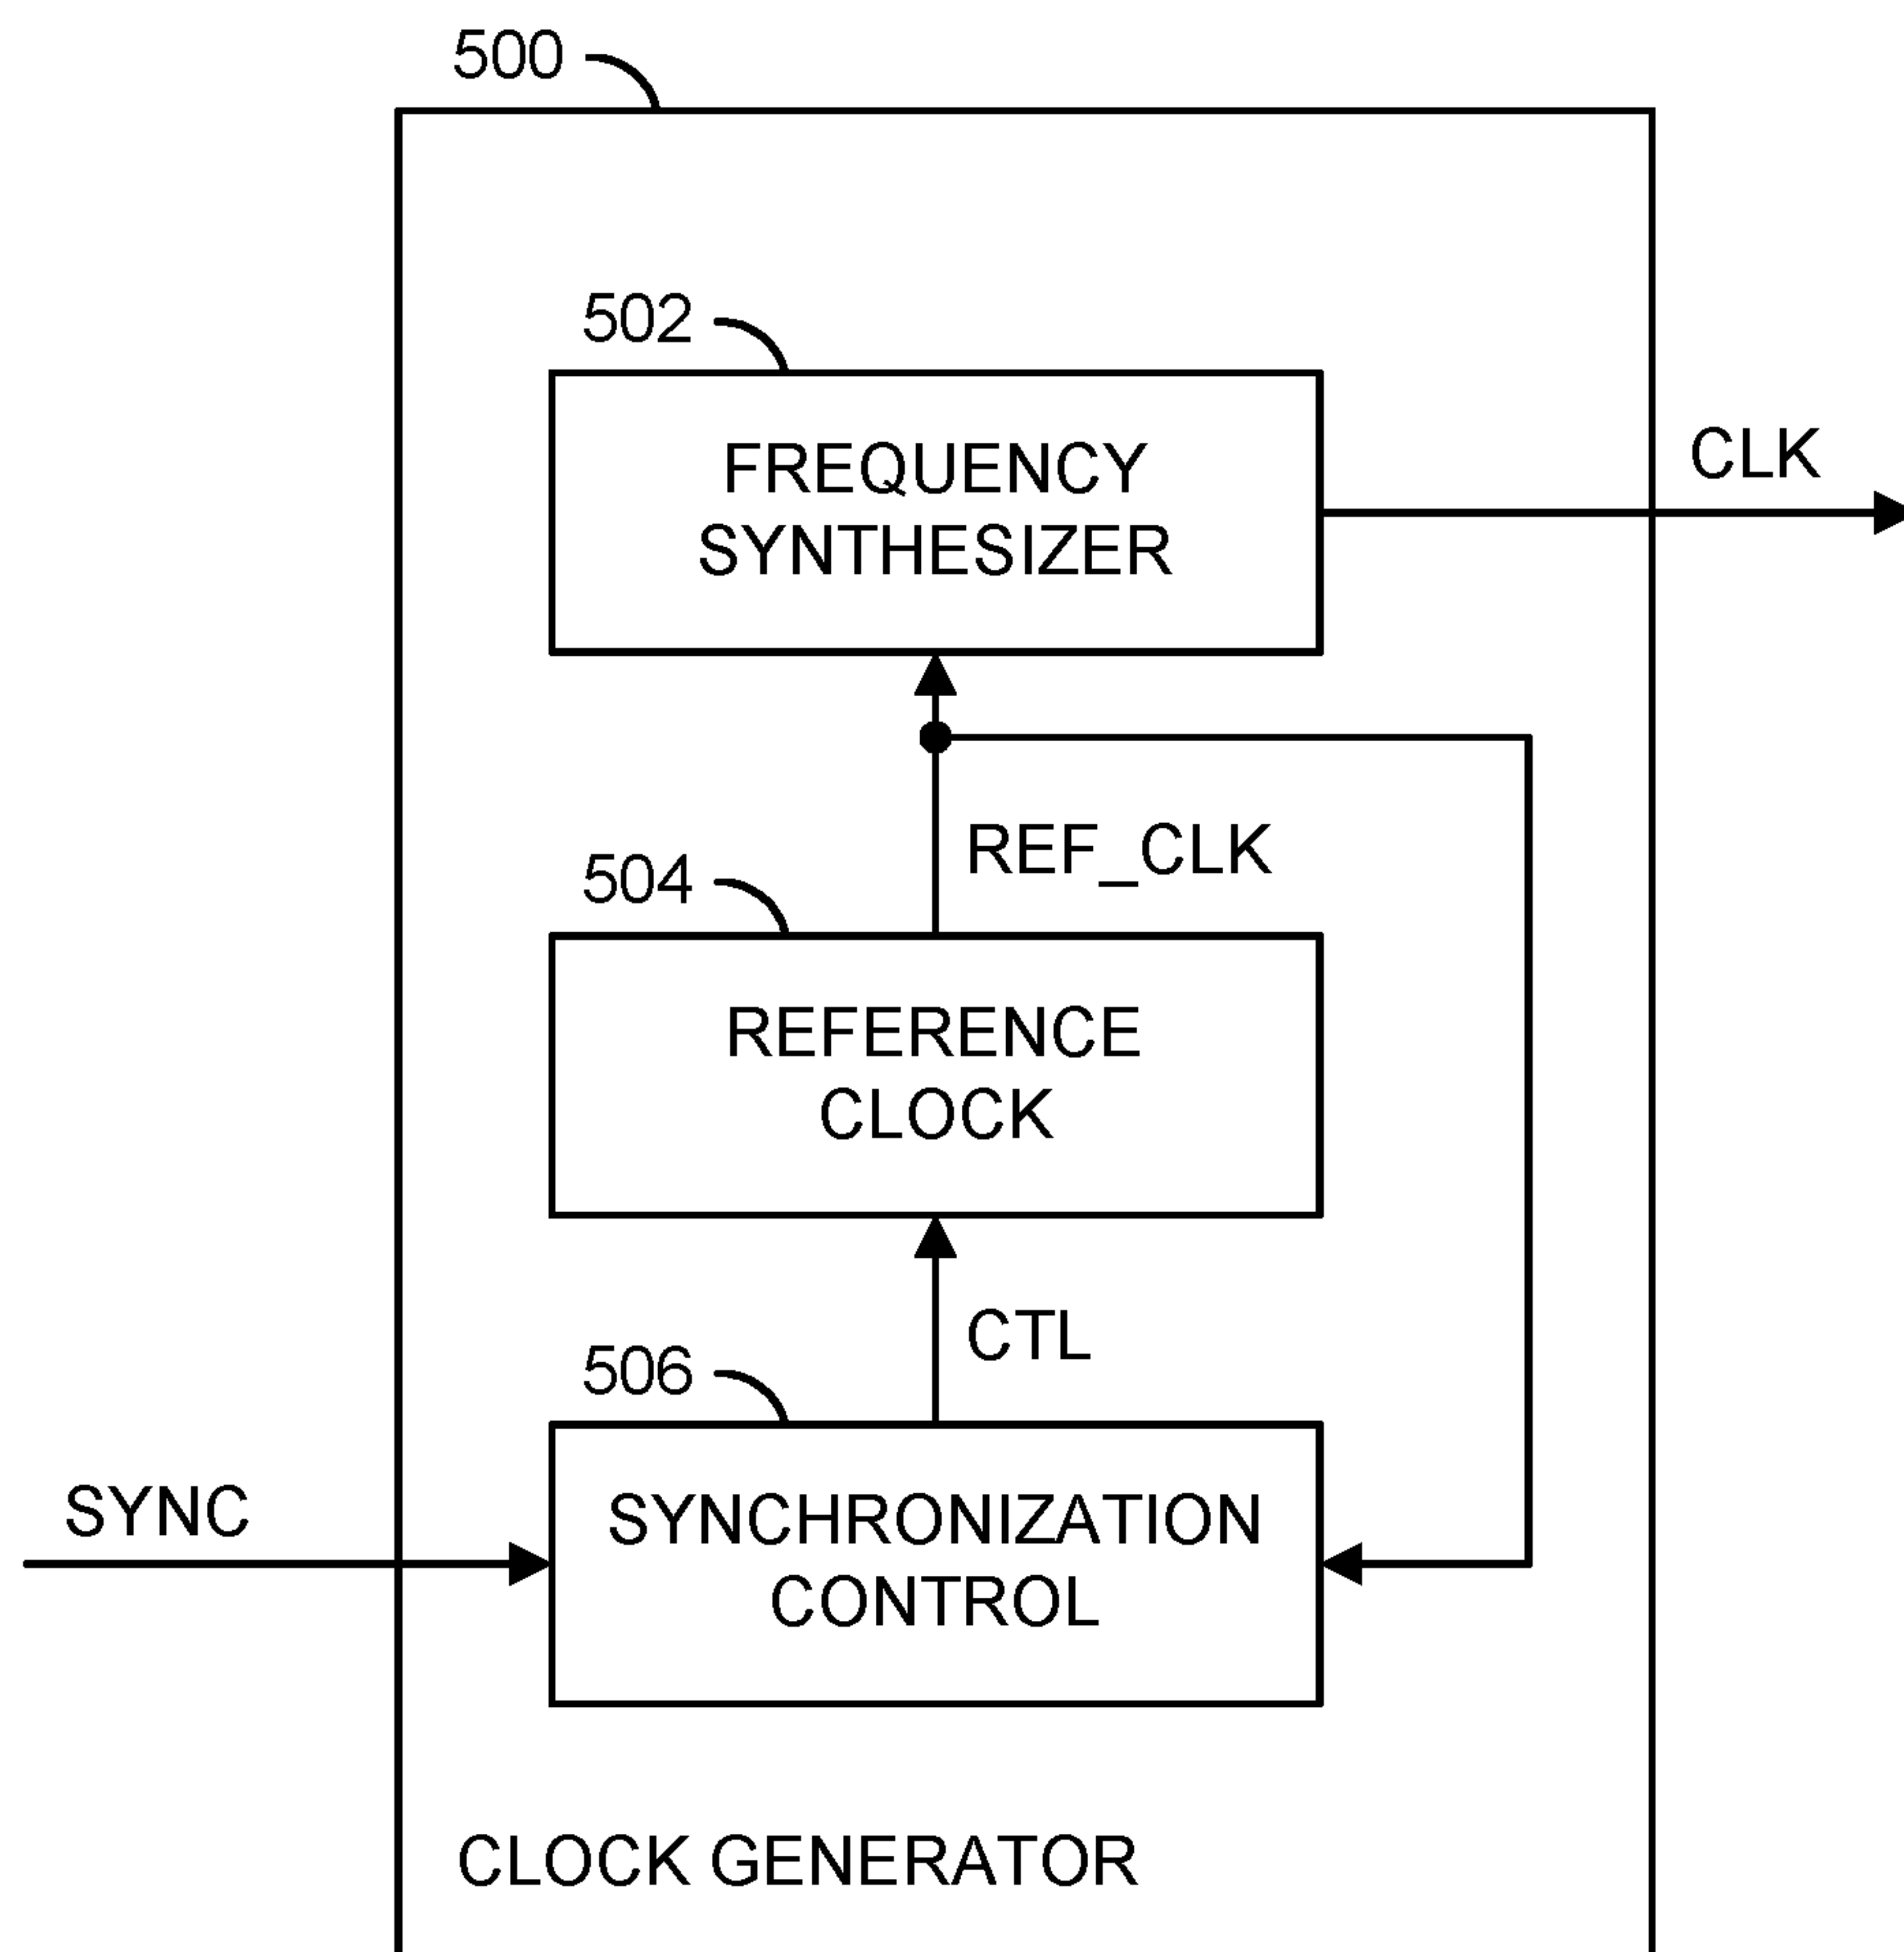 500
502
FREQUENCY
SYNTHESIZER
CLK
REF_CLK
504
REFERENCE
CLOCK
CTL
506
SYNC
SYNCHRONIZATION
CONTROL
CLOCK GENERATOR